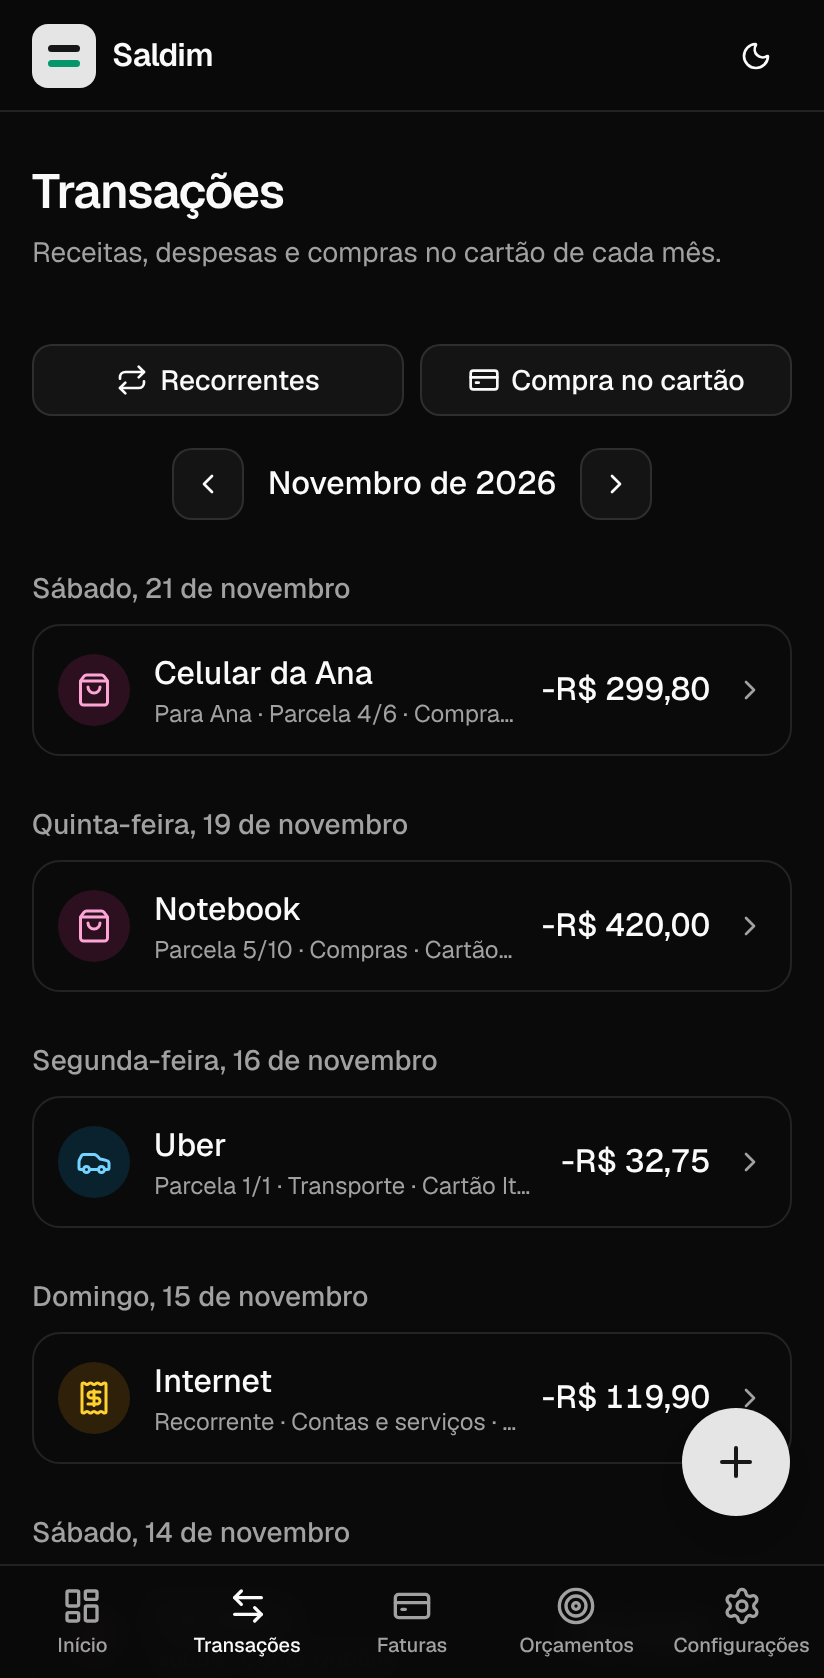 Saldim
Transações
Receitas, despesas e compras no cartão de cada mês.
Recorrentes
Compra no cartão
Novembro de 2026
Sábado, 21 de novembro
Celular da Ana
-R$ 299,80
Para Ana · Parcela 4/6 · Compra...
Quinta-feira, 19 de novembro
Notebook
-R$ 420,00
Parcela 5/10 · Compras · Cartão...
Segunda-feira, 16 de novembro
Uber
-R$ 32,75
Parcela 1/1 · Transporte · Cartão It...
Domingo, 15 de novembro
Internet
-R$ 119,90
Recorrente · Contas e serviços · ...
Sábado, 14 de novembro
Início
Transações
Faturas
Orçamentos
Configurações